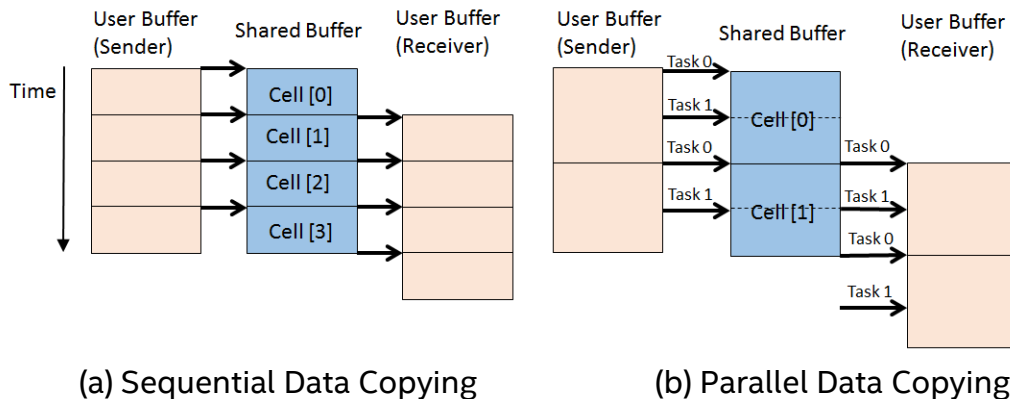 User Buffer
(Sender)
Shared Buffer
User Buffer
(Receiver)
Time
Cell [0]
Cell [1]
Cell [2]
Cell [3]
(a) Sequential Data Copying
User Buffer
(Sender)
Shared Buffer
User Buffer
(Receiver)
Task 0
Task 1
Task 0
Task 1
Cell [0]
Cell [1]
Task 0
Task 1
Task 0
Task 1
(b) Parallel Data Copying